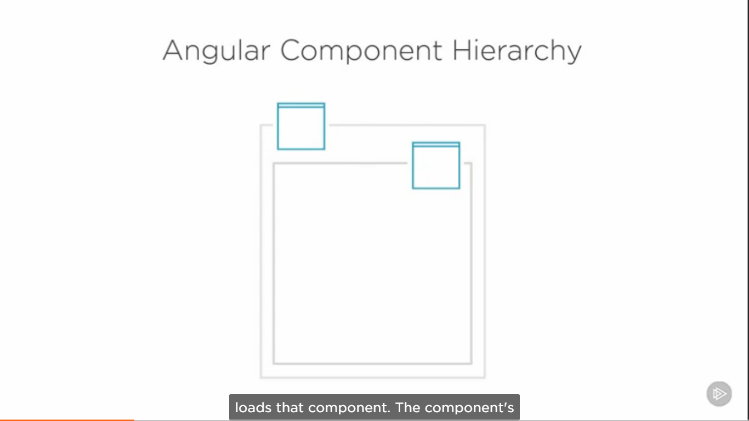 Angular Component Hierarchy
loads that component. The component's